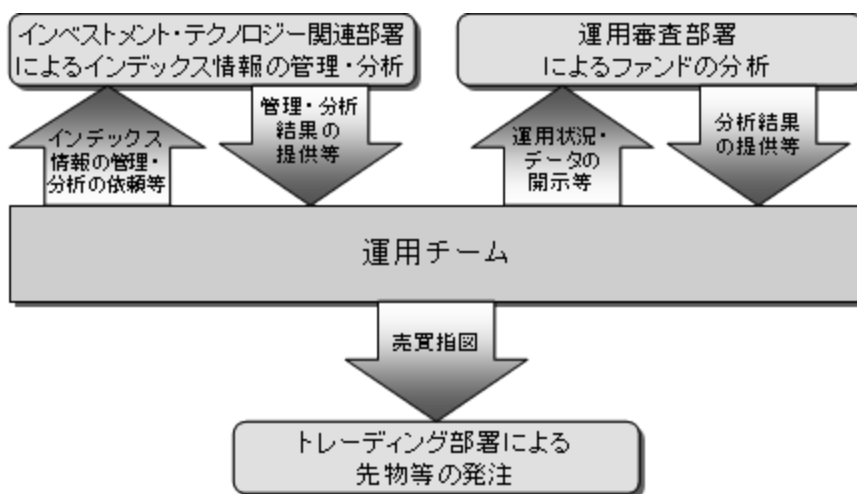 インベストメント・テクノロジー関連部署
によるインデックス情報の管理・分析
運用審査部署
によるファンドの分析
インデックス
情報の管理・
分析の依頼等
管理・分析
結果の
提供等
運用状況・
データの
開示等
分析結果
の提供等
運用チーム
売買指図
トレーディング部署による
先物等の発注